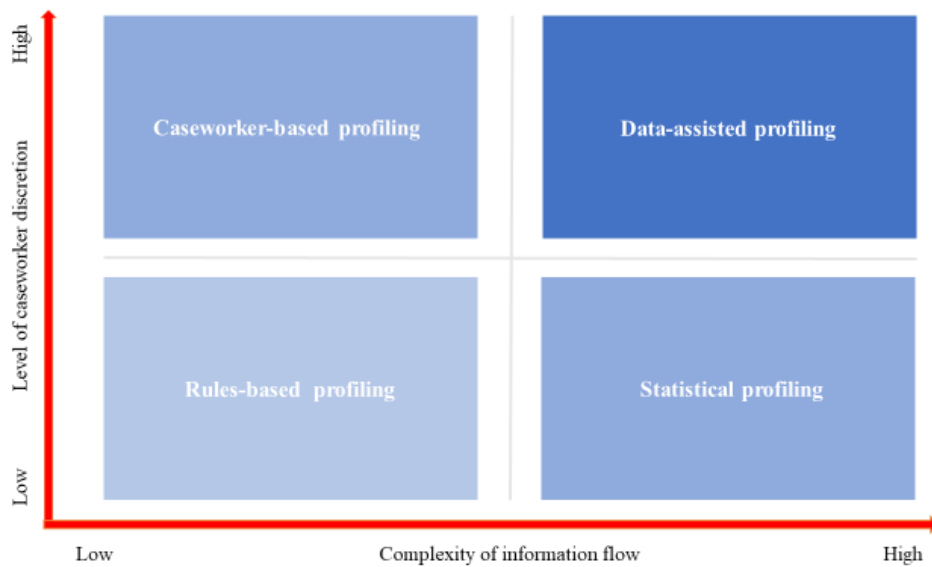 High
Caseworker-based profiling
Data-assisted profiling
Level of caseworker discretion
Rules-based profiling
Statistical profiling
Low
Low
Complexity of information flow
High